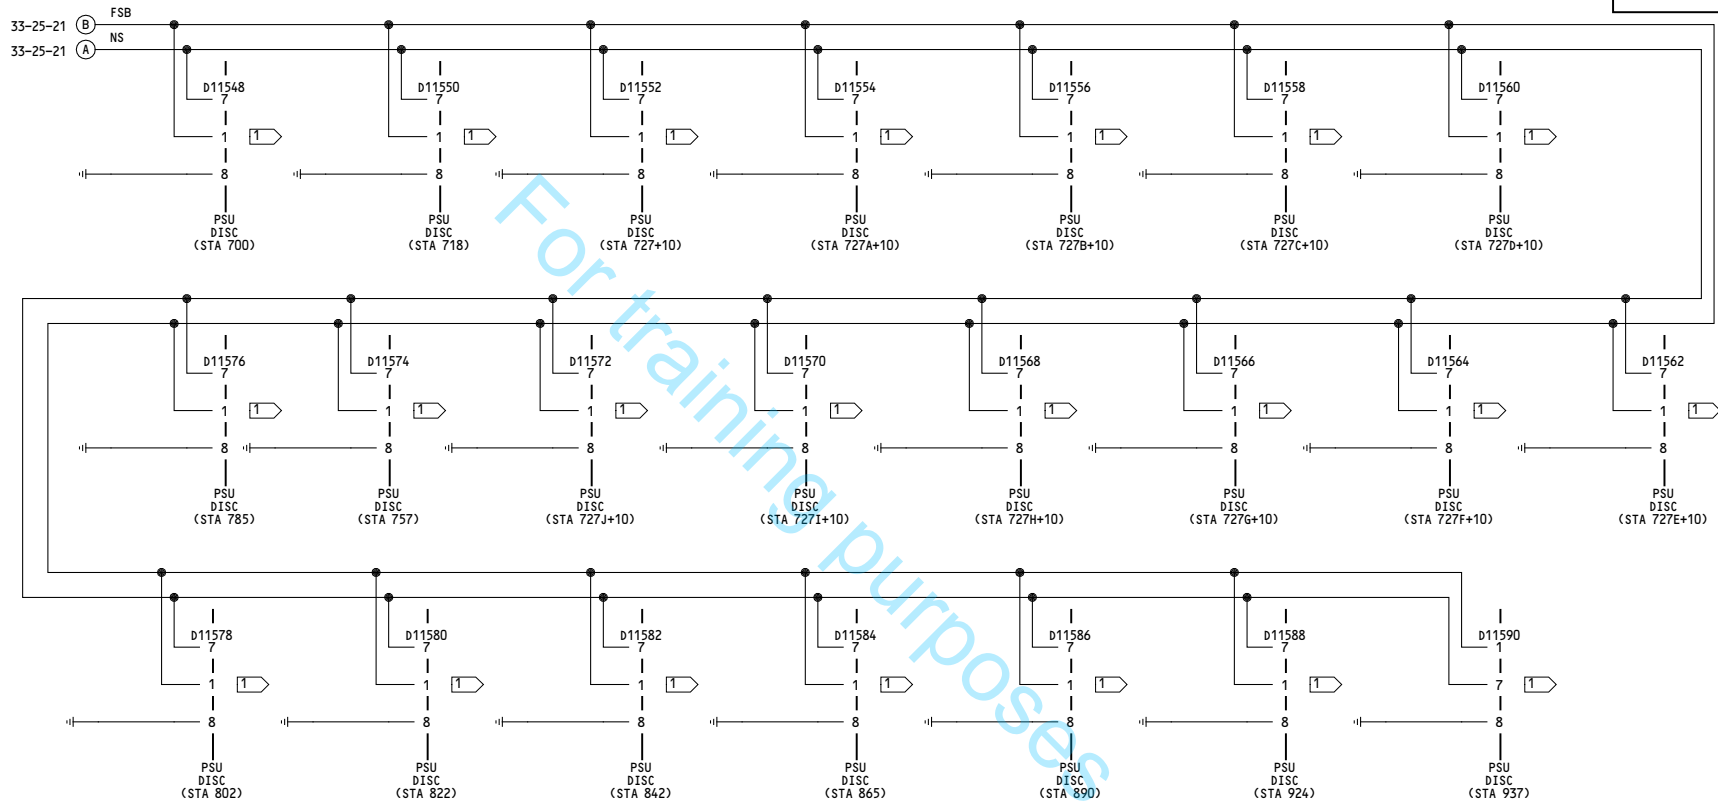 33-25-21 B FSB
33-25-21 A NS
D11548 D11550 D11552 D11554 D11556 D11558 D11560
7 7 7 7 7 7 7
1 1 1 1 1 1 1 1 1 1 1 1 1 1
8 8 8 8 8 8 8
PSU PSU PSU PSU PSU PSU PSU
DISC DISC DISC DISC DISC DISC DISC
(STA 700) (STA 718) (STA 727+10) (STA 727A+10) (STA 727B+10) (STA 727C+10) (STA 727D+10)
D11576 D11574 D11572 D11570 D11568 D11566 D11564 D11562
7 7 7 7 7 7 7 7
1 1 1 1 1 1 1 1 1 1 1 1 1 1 1 1
8 8 8 8 8 8 8 8
PSU PSU PSU PSU PSU PSU PSU PSU
DISC DISC DISC DISC DISC DISC DISC DISC
(STA 785) (STA 757) (STA 727J+10) (STA 727I+10) (STA 727H+10) (STA 727G+10) (STA 727F+10) (STA 727E+10)
D11578 D11580 D11582 D11584 D11586 D11588 D11590
7 7 7 7 7 7 1
1 1 1 1 1 1 1 1 1 1 1 1 7 1
8 8 8 8 8 8 8
PSU PSU PSU PSU PSU PSU PSU
DISC DISC DISC DISC DISC DISC DISC
(STA 802) (STA 822) (STA 842) (STA 865) (STA 890) (STA 924) (STA 937)
For training purposes